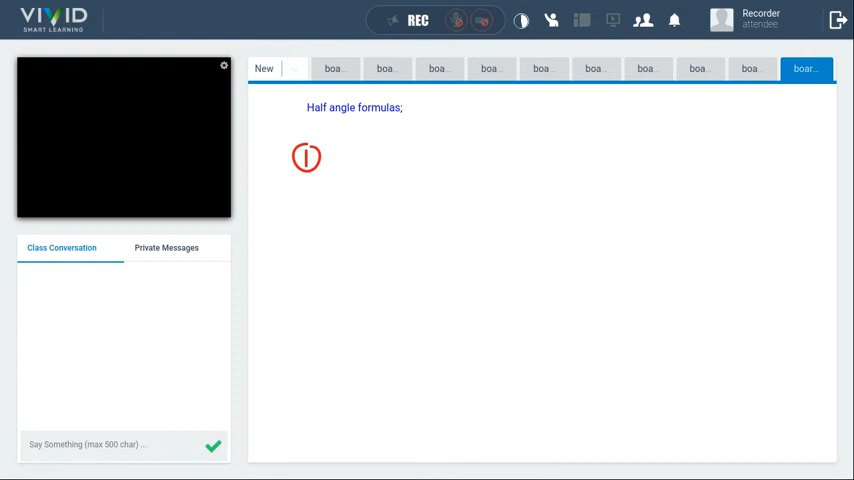 VIVID
SMART LEARNING
REC
Recorder
attendee
New
boa...
boa...
boa...
boa...
boa...
boa...
boa...
boa...
boa...
boar...
Half angle formulas;
1
Class Conversation
Private Messages
Say Something (max 500 char) ...